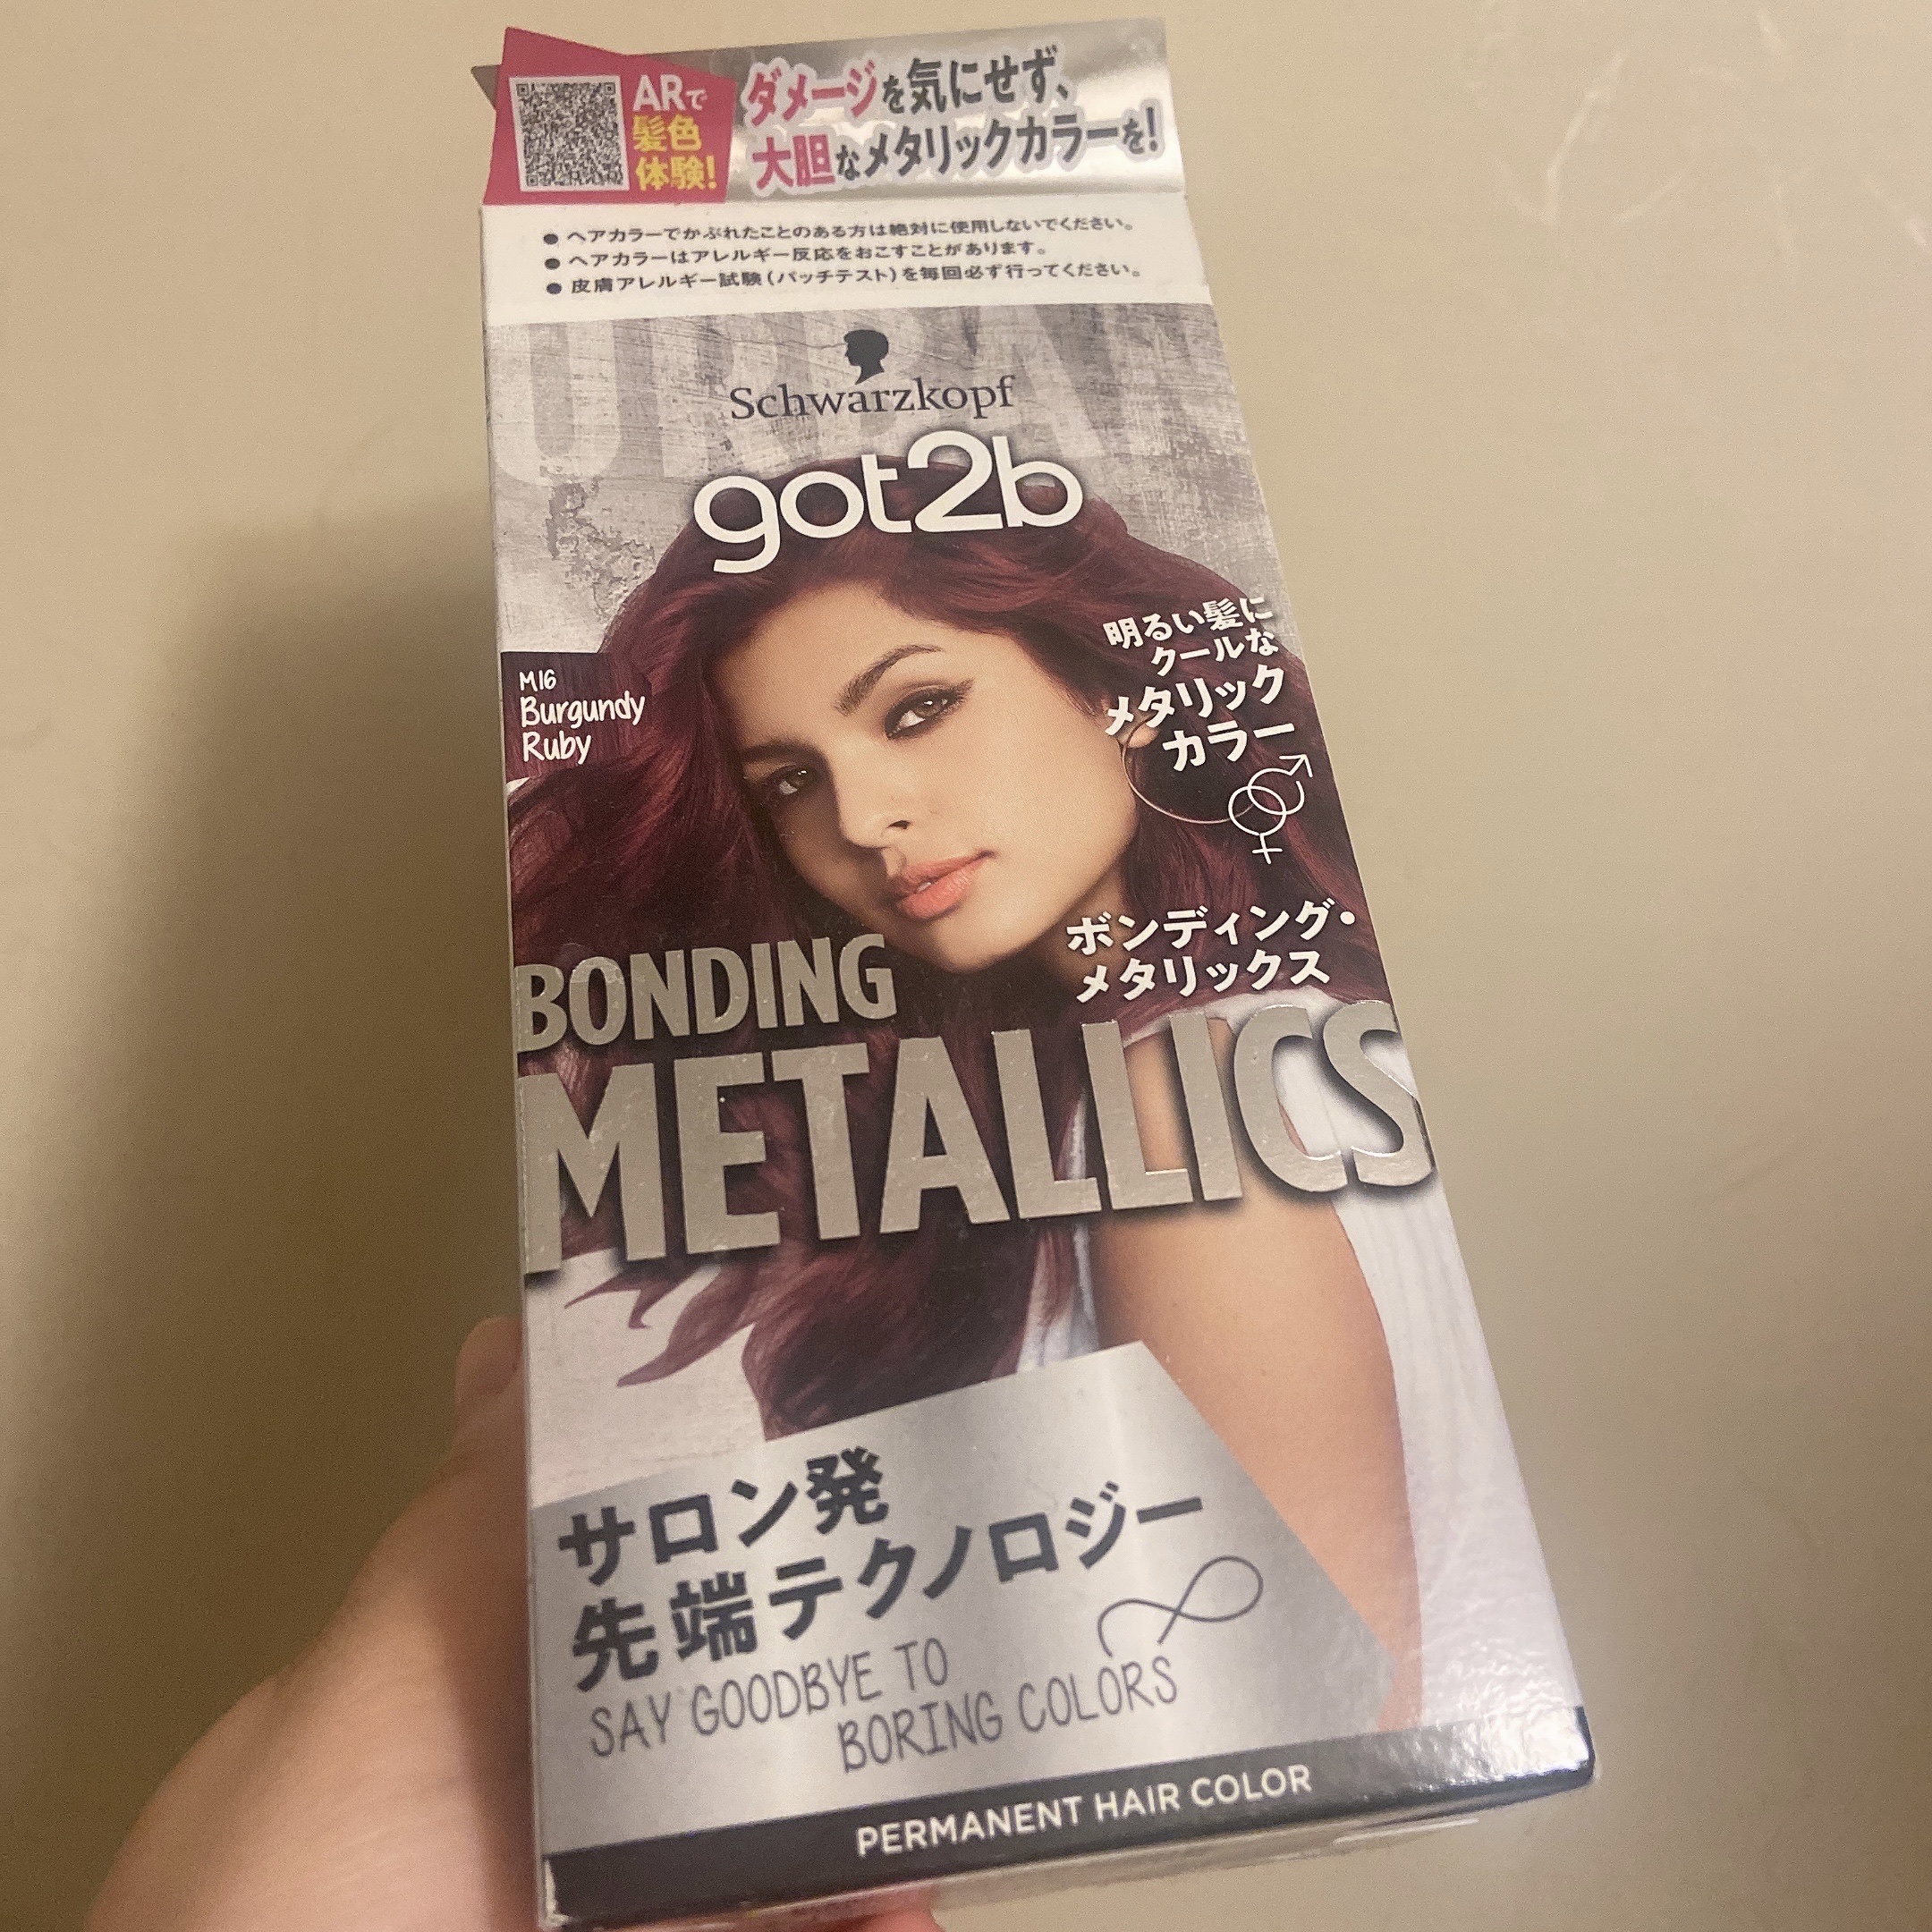 ARで
髪色
体験!
ダメージを気にせず、
大胆なメタリックカラーを!
● ヘアカラーでかぶれたことのある方は絶対に使用しないでください。
● ヘアカラーはアレルギー反応をおこすことがあります。
● 皮膚アレルギー試験(パッチテスト)を毎回必ず行ってください。
URBAN
Schwarzkopf
got2b
明るい髪に
クールな
メタリック
カラー
M16
Burgundy
Ruby
BONDING
ボンディング・
メタリックス
METALLICS
サロン発
先端テクノロジー
SAY GOODBYE TO
BORING COLORS
PERMANENT HAIR COLOR